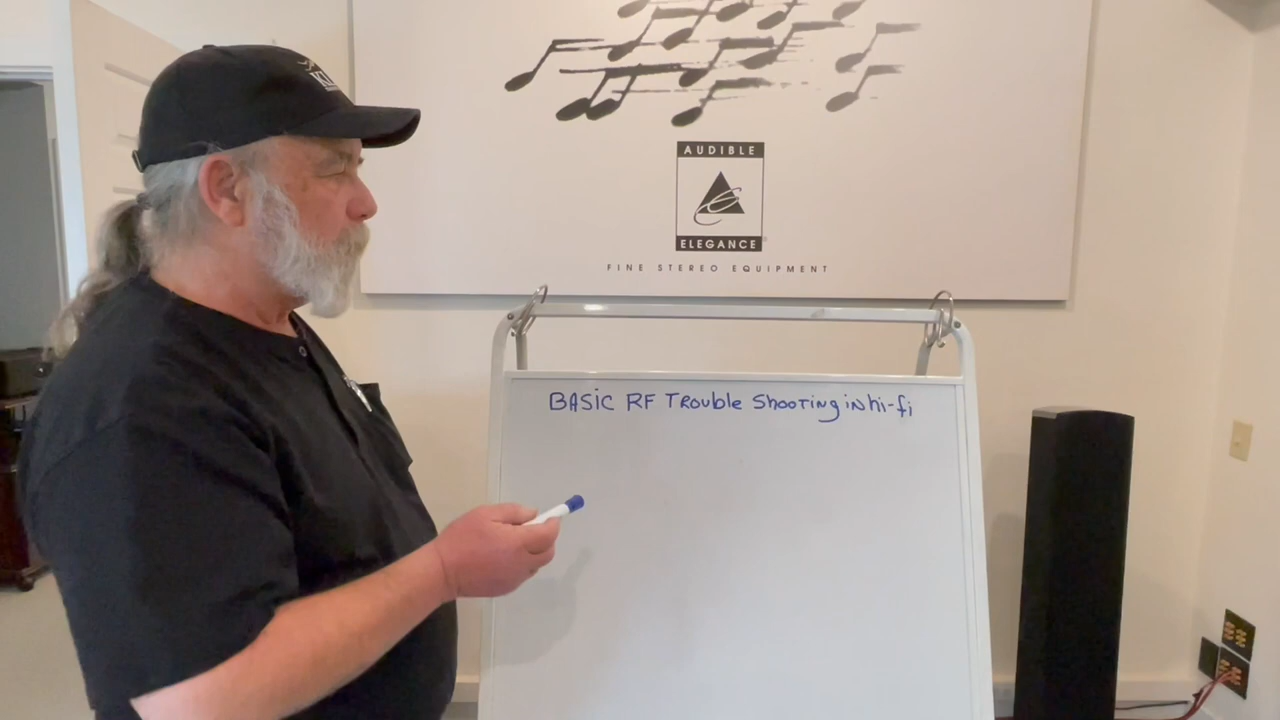 AUDIBLE
ELEGANCE
FINE STEREO EQUIPMENT
BASIC RF TROUBLE SHOOTING in hi-fi